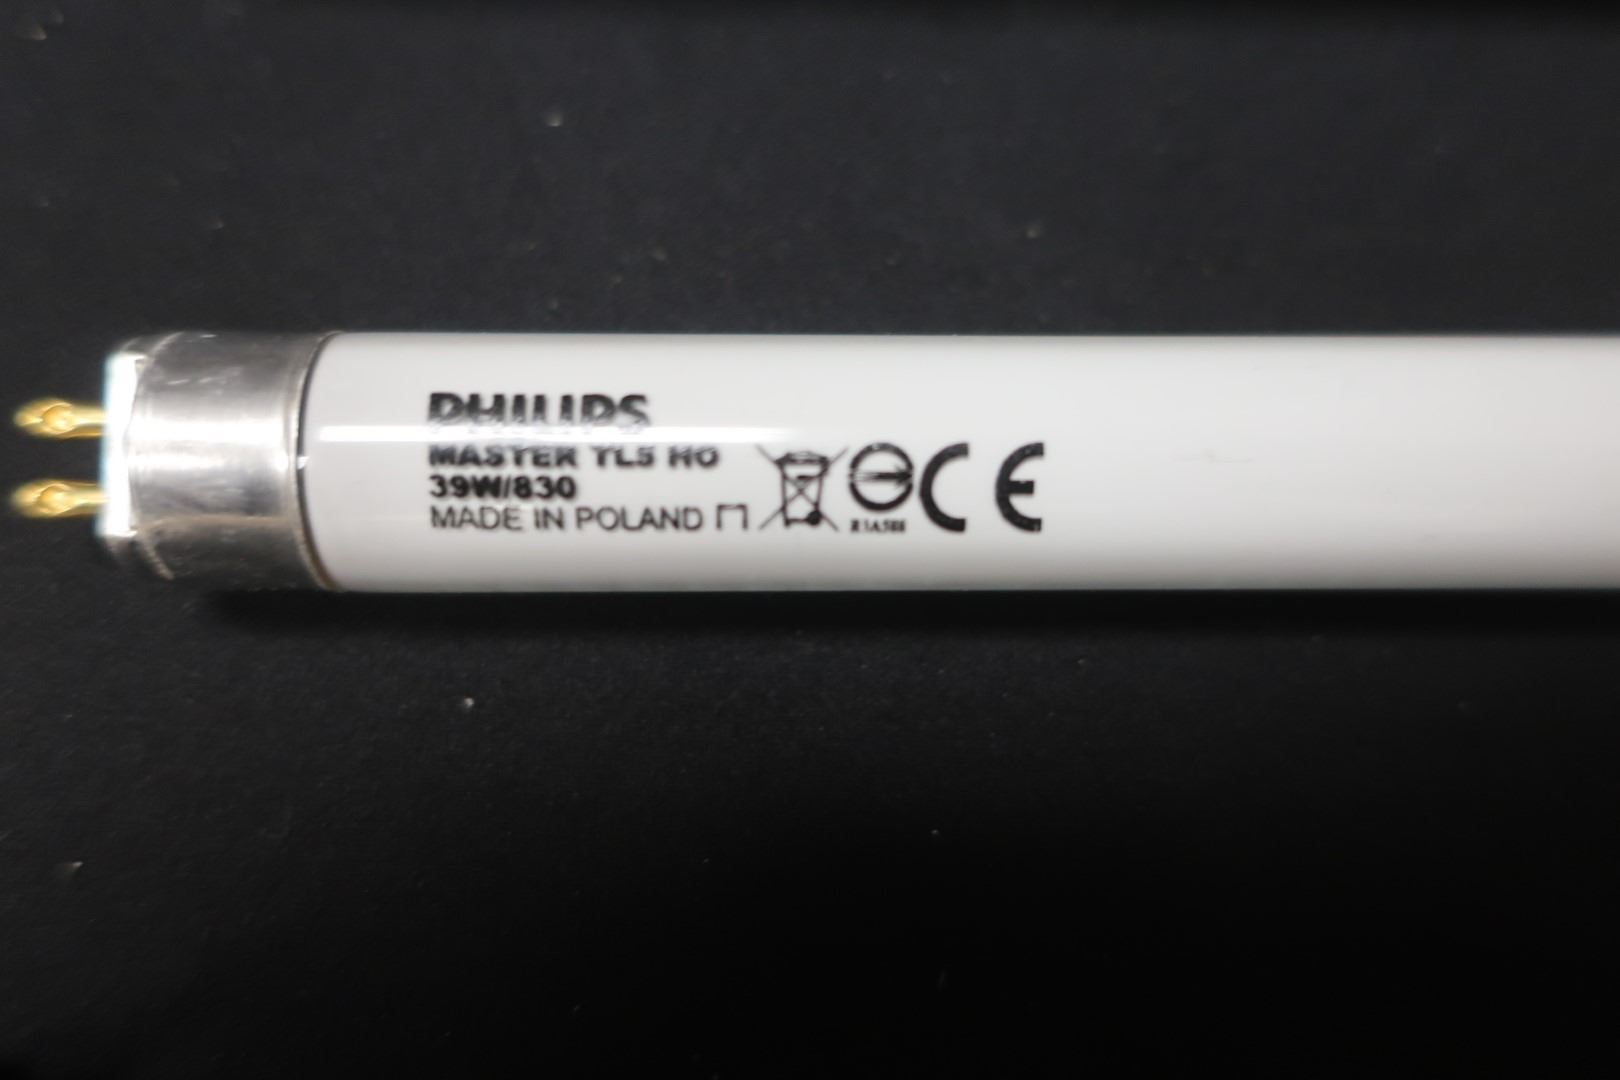 PHILIPS
MASTER TL5 HO
39W/830
MADE IN POLAND
CE